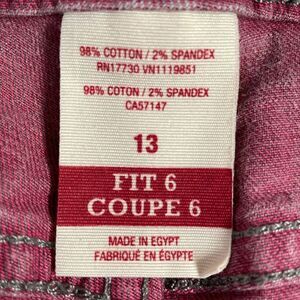 98% COTTON / 2% SPANDEX
RN17730 VN1119851
98% COTON / 2% SPANDEX
CA57147
13
FIT 6
COUPE 6
MADE IN EGYPT
FABRIQUÉ EN ÉGYPTE